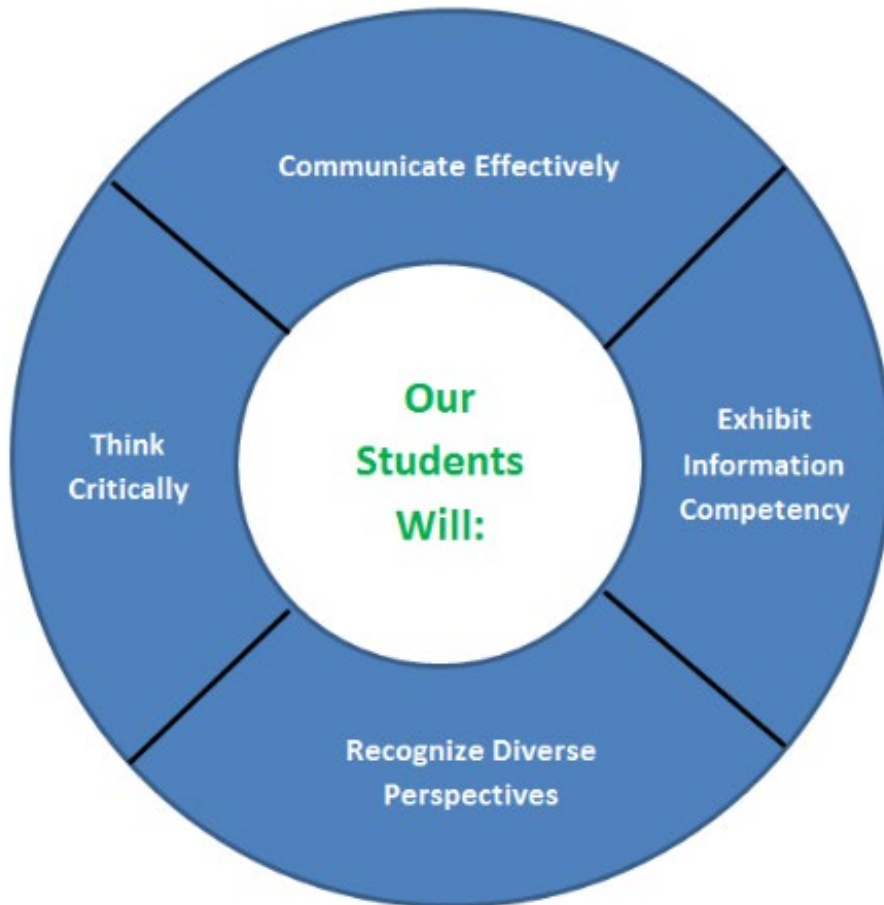 Communicate Effectively
Our
Students
Will:
Think
Critically
Exhibit
Information
Competency
Recognize Diverse
Perspectives